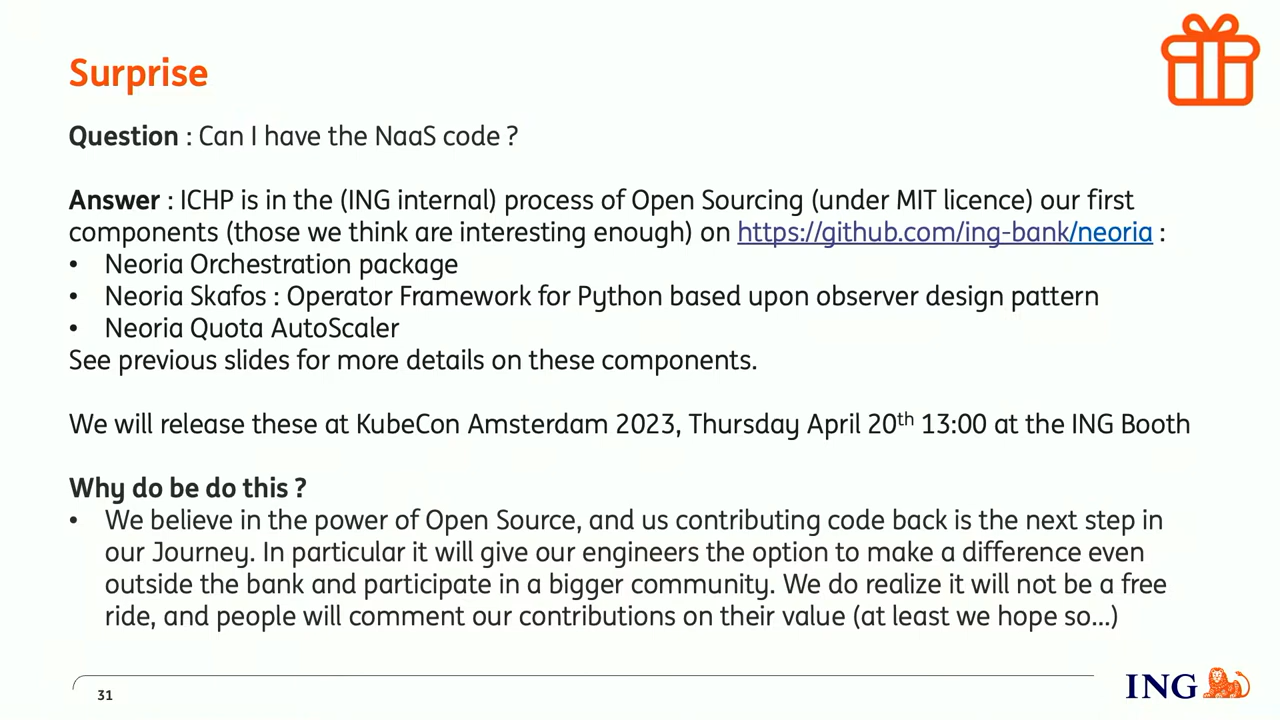 Surprise
Question : Can I have the NaaS code ?
Answer : ICHP is in the (ING internal) process of Open Sourcing (under MIT licence) our first
components (those we think are interesting enough) on https://github.com/ing-bank/neoria :
• Neoria Orchestration package
• Neoria Skafos : Operator Framework for Python based upon observer design pattern
• Neoria Quota AutoScaler
See previous slides for more details on these components.
We will release these at KubeCon Amsterdam 2023, Thursday April 20th 13:00 at the ING Booth
Why do be do this ?
• We believe in the power of Open Source, and us contributing code back is the next step in
our Journey. In particular it will give our engineers the option to make a difference even
outside the bank and participate in a bigger community. We do realize it will not be a free
ride, and people will comment our contributions on their value (at least we hope so...)
31
ING